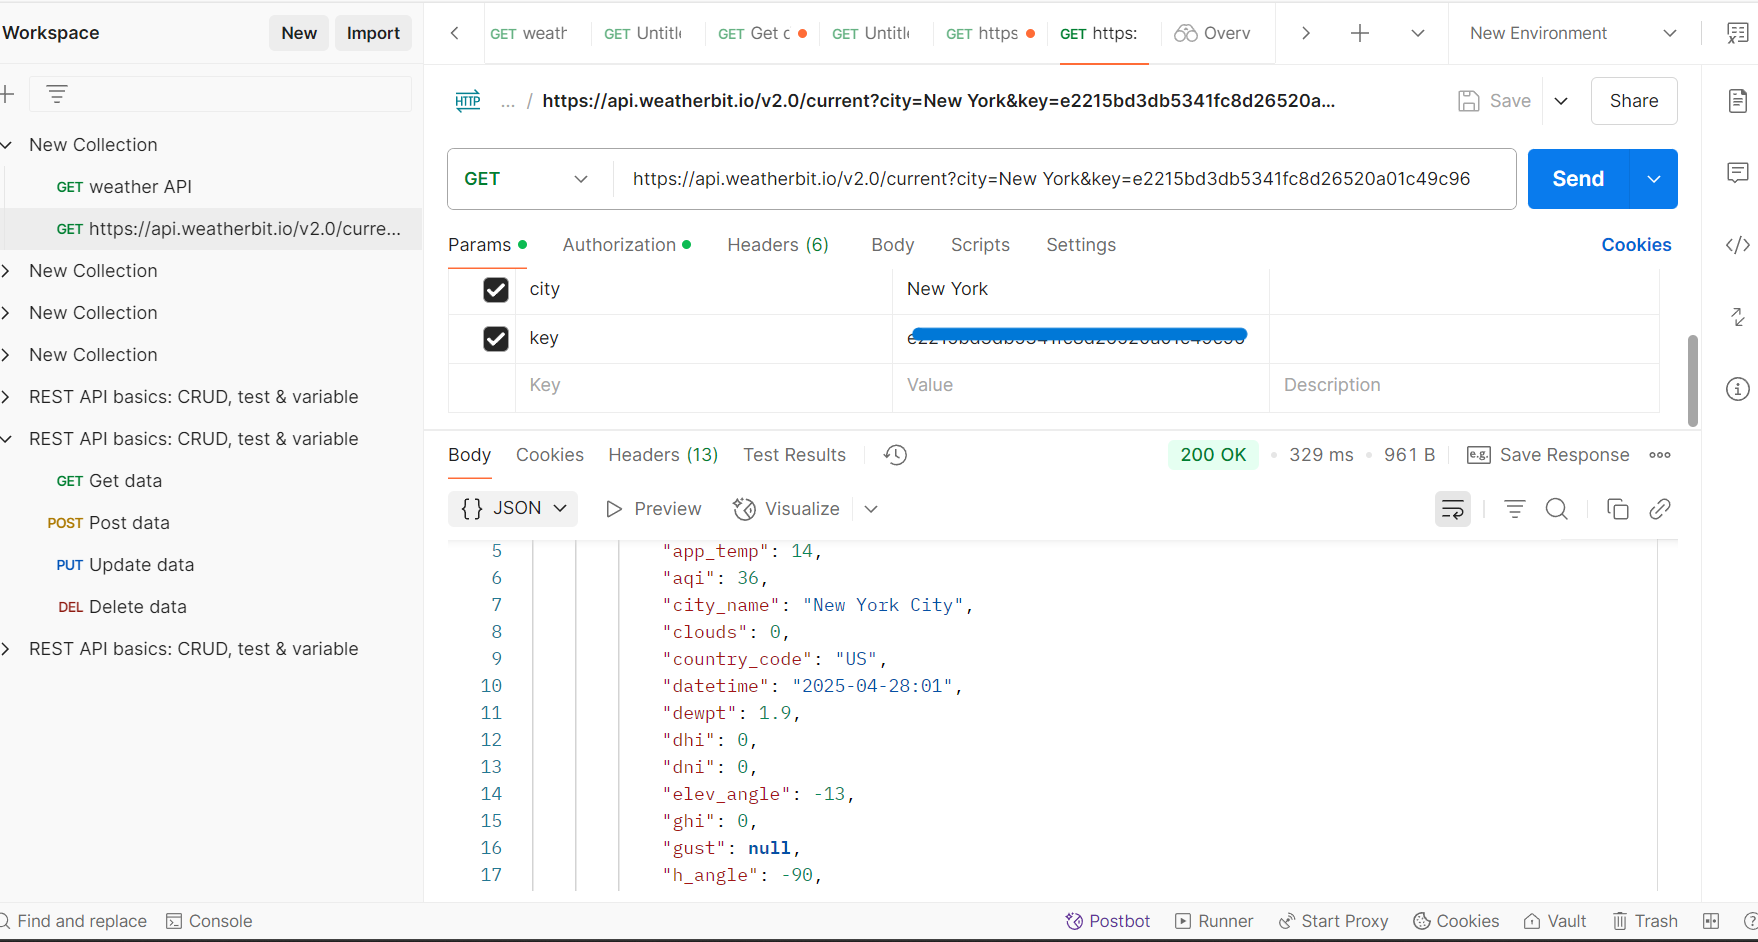 Workspace
New
Import
GET weath
GET Untitle
GET Get d
GET Untitle
GET https
GET https:
Overv
New Environment
HTTP
... / https://api.weatherbit.io/v2.0/current?city=New York&key=e2215bd3db5341fc8d26520a...
Save
Share
New Collection
GET weather API
GET https://api.weatherbit.io/v2.0/curre...
New Collection
New Collection
New Collection
REST API basics: CRUD, test & variable
REST API basics: CRUD, test & variable
GET Get data
POST Post data
PUT Update data
DEL Delete data
REST API basics: CRUD, test & variable
GET
https://api.weatherbit.io/v2.0/current?city=New York&key=e2215bd3db5341fc8d26520a01c49c96
Send
Params Authorization Headers (6) Body Scripts Settings Cookies
city New York
key
Key Value Description
Body Cookies Headers (13) Test Results 200 OK 329 ms 961 B e.g. Save Response
{} JSON Preview Visualize
5 "app_temp": 14,
6 "aqi": 36,
7 "city_name": "New York City",
8 "clouds": 0,
9 "country_code": "US",
10 "datetime": "2025-04-28:01",
11 "dewpt": 1.9,
12 "dhi": 0,
13 "dni": 0,
14 "elev_angle": -13,
15 "ghi": 0,
16 "gust": null,
17 "h_angle": -90,
Find and replace Console Postbot Runner Start Proxy Cookies Vault Trash